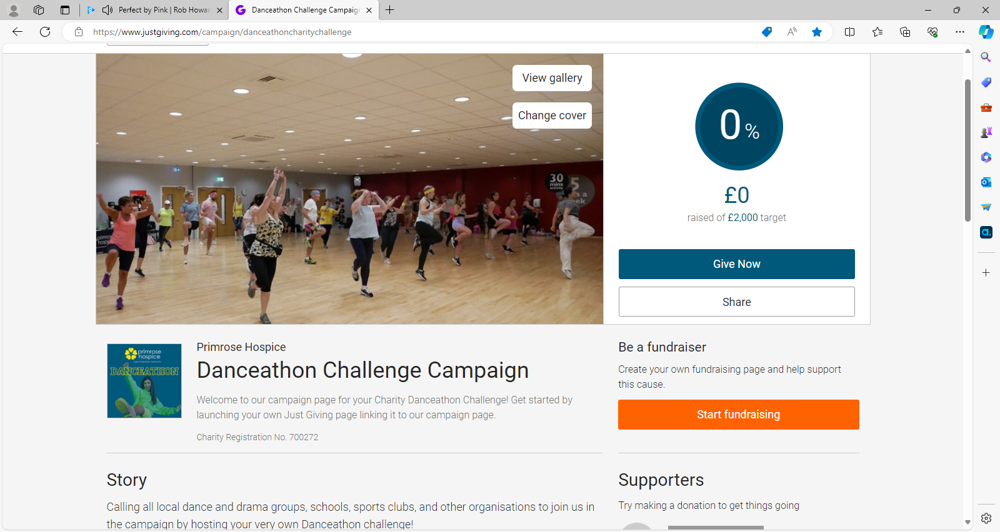 Perfect by Pink | Rob Howar
Danceathon Challenge Campaign
https://www.justgiving.com/campaign/danceathoncharitychallenge
View gallery
Change cover
30
mins
activity
5
s a
eek
primrose
hospice
0 %
£0
raised of £2,000 target
Give Now
Share
primrose
hospice
DANCEATHON
Primrose Hospice
Danceathon Challenge Campaign
Welcome to our campaign page for your Charity Danceathon Challenge! Get started by
launching your own Just Giving page linking it to our campaign page.
Charity Registration No. 700272
Be a fundraiser
Create your own fundraising page and help support
this cause.
Start fundraising
Story
Calling all local dance and drama groups, schools, sports clubs, and other organisations to join us in
the campaign by hosting your very own Danceathon challenge!
Supporters
Try making a donation to get things going